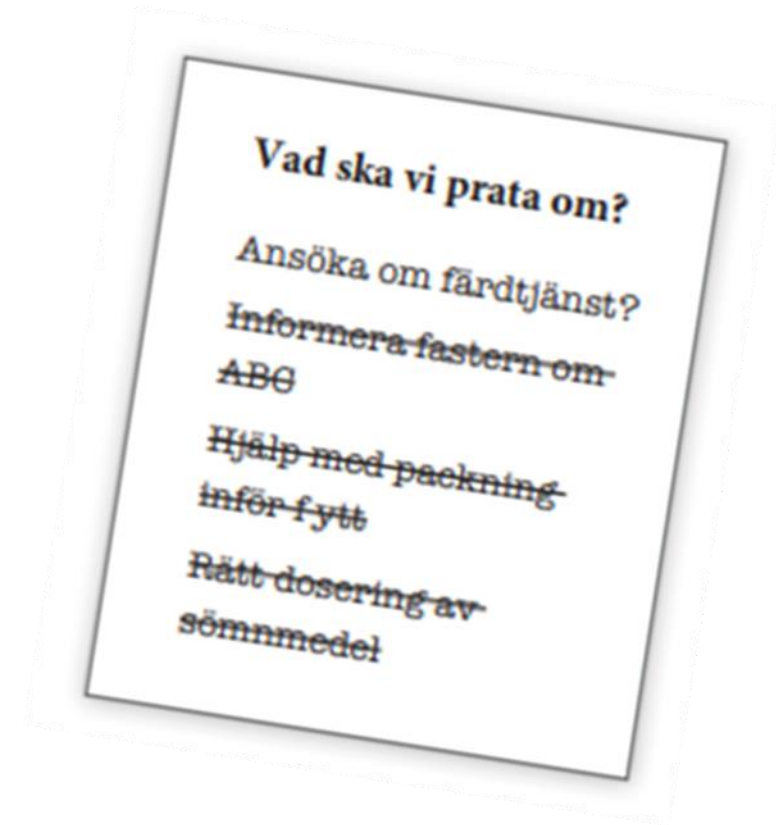 Vad ska vi prata om?
Ansöka om färdtjänst?
Informera fastern om
ABC
Hjälp med packning
inför fytt
Rätt dosering av
sömnmedel